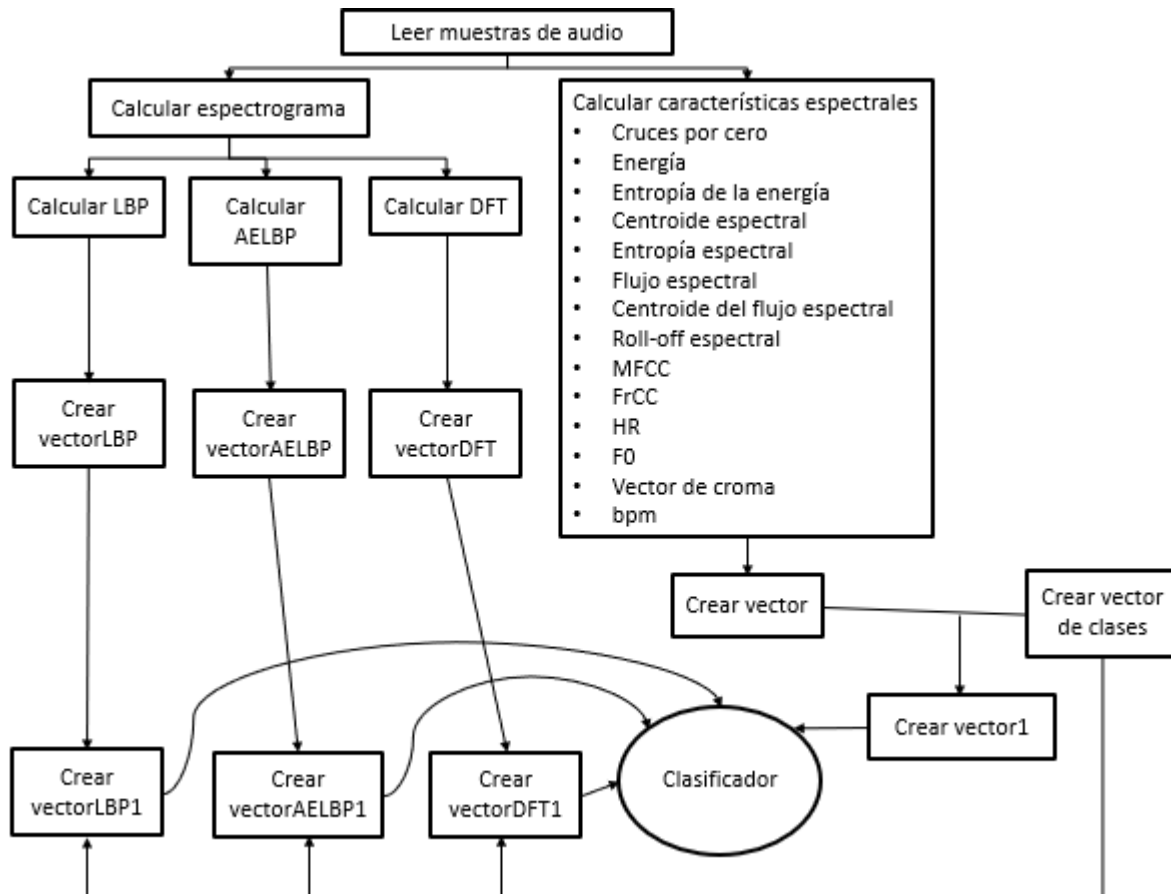 Leer muestras de audio
Calcular espectrograma
Calcular LBP
Calcular
AELBP
Calcular DFT
Calcular características espectrales
• Cruces por cero
• Energía
• Entropía de la energía
• Centroide espectral
• Entropía espectral
• Flujo espectral
• Centroide del flujo espectral
• Roll-off espectral
• MFCC
• FrCC
• HR
• F0
• Vector de croma
• bpm
Crear
vectorLBP
Crear
vectorAELBP
Crear
vectorDFT
Crear vector
Crear vector
de clases
Crear vector1
Crear
vectorLBP1
Crear
vectorAELBP1
Crear
vectorDFT1
Clasificador